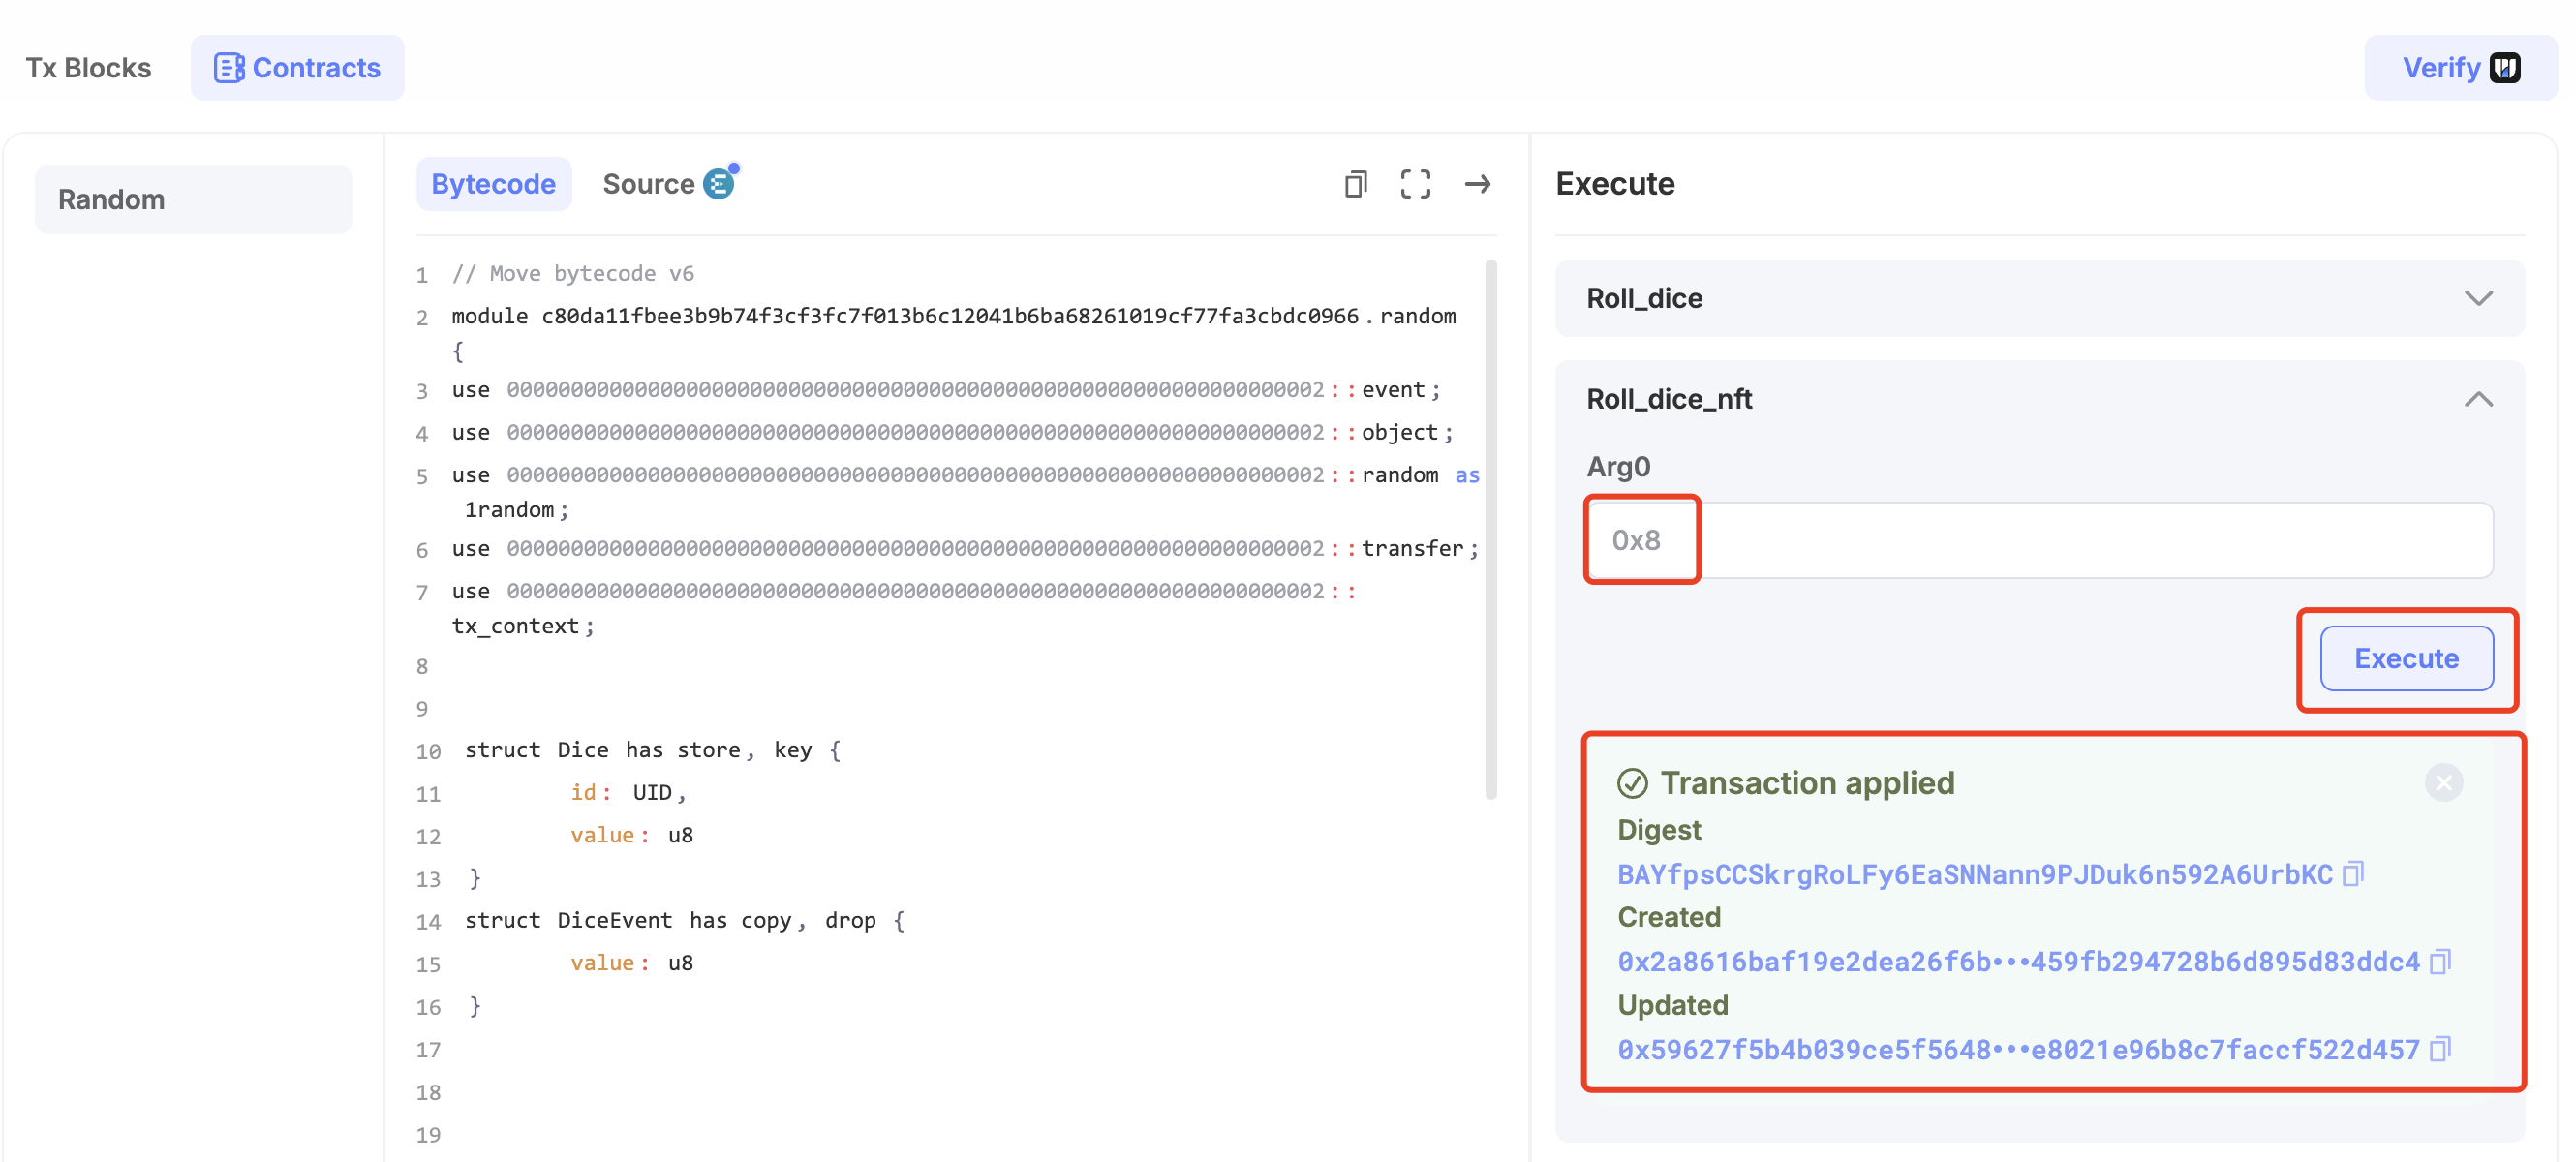 Tx Blocks
Contracts
Verify
Random
Bytecode
Source
1 // Move bytecode v6
2 module c80da11fbee3b9b74f3cf3fc7f013b6c12041b6ba68261019cf77fa3cbdc0966.random
{
3 use 0000000000000000000000000000000000000000000000000000000000000002::event;
4 use 0000000000000000000000000000000000000000000000000000000000000002::object;
5 use 0000000000000000000000000000000000000000000000000000000000000002::random as
1random;
6 use 0000000000000000000000000000000000000000000000000000000000000002::transfer;
7 use 0000000000000000000000000000000000000000000000000000000000000002::
tx_context;
8
9
10 struct Dice has store, key {
11 id: UID,
12 value: u8
13 }
14 struct DiceEvent has copy, drop {
15 value: u8
16 }
17
18
19
Execute
Roll_dice
Roll_dice_nft
Arg0
0x8
Execute
Transaction applied
Digest
BAYfpsCCSkrgRoLFy6EaSNNann9PJDuk6n592A6UrbKC
Created
0x2a8616baf19e2dea26f6b•••459fb294728b6d895d83ddc4
Updated
0x59627f5b4b039ce5f5648•••e8021e96b8c7faccf522d457